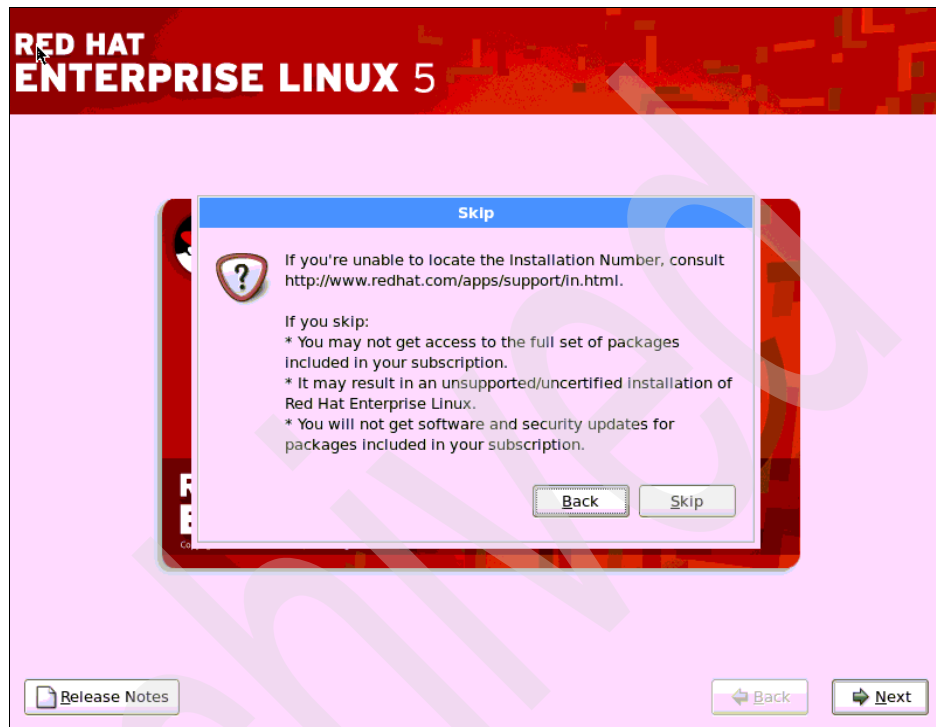 RED HAT
ENTERPRISE LINUX 5
Skip
If you're unable to locate the Installation Number, consult
http://www.redhat.com/apps/support/in.html.
If you skip:
* You may not get access to the full set of packages
included in your subscription.
* It may result in an unsupported/uncertified installation of
Red Hat Enterprise Linux.
* You will not get software and security updates for
packages included in your subscription.
Back
Skip
Release Notes
Back
Next